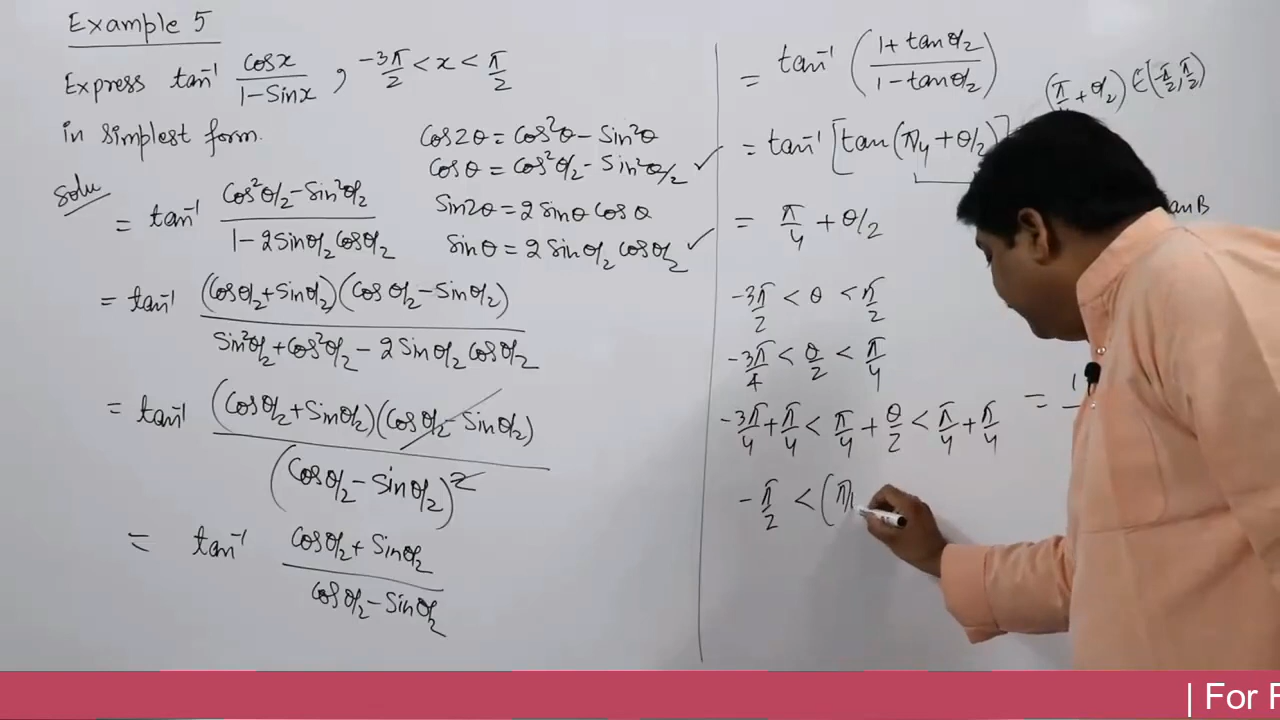 Example 5
Express tan⁻¹ cosx / 1-Sinx , -3π/2 < x < π/2
in simplest form.
Cos2θ = Cos²θ - Sin²θ
Cosθ = Cos²θ/2 - Sin²θ/2 ✓
Sin2θ = 2 Sinθ Cosθ
Sinθ = 2 Sinθ/2 Cosθ/2 ✓
Solu
= tan⁻¹ Cos²θ/2 - Sin²θ/2 / 1 - 2 Sinθ/2 Cosθ/2
= tan⁻¹ (Cosθ/2 + Sinθ/2)(Cosθ/2 - Sinθ/2) / Sin²θ/2 + Cos²θ/2 - 2 Sinθ/2 Cosθ/2
= tan⁻¹ (Cosθ/2 + Sinθ/2)(Cosθ/2 - Sinθ/2) / (Cosθ/2 - Sinθ/2)²
= tan⁻¹ Cosθ/2 + Sinθ/2 / Cosθ/2 - Sinθ/2
= tan⁻¹ (1 + tanθ/2 / 1 - tanθ/2)
(π/4 + θ/2) ∈ (-π/2, π/2)
= tan⁻¹ [tan(π/4 + θ/2)]
anB
= π/4 + θ/2
-3π/2 < θ < π/2
-3π/4 < θ/2 < π/4
-3π/4 + π/4 < π/4 + θ/2 < π/4 + π/4
= 1
-π/2 < (π/
| For F